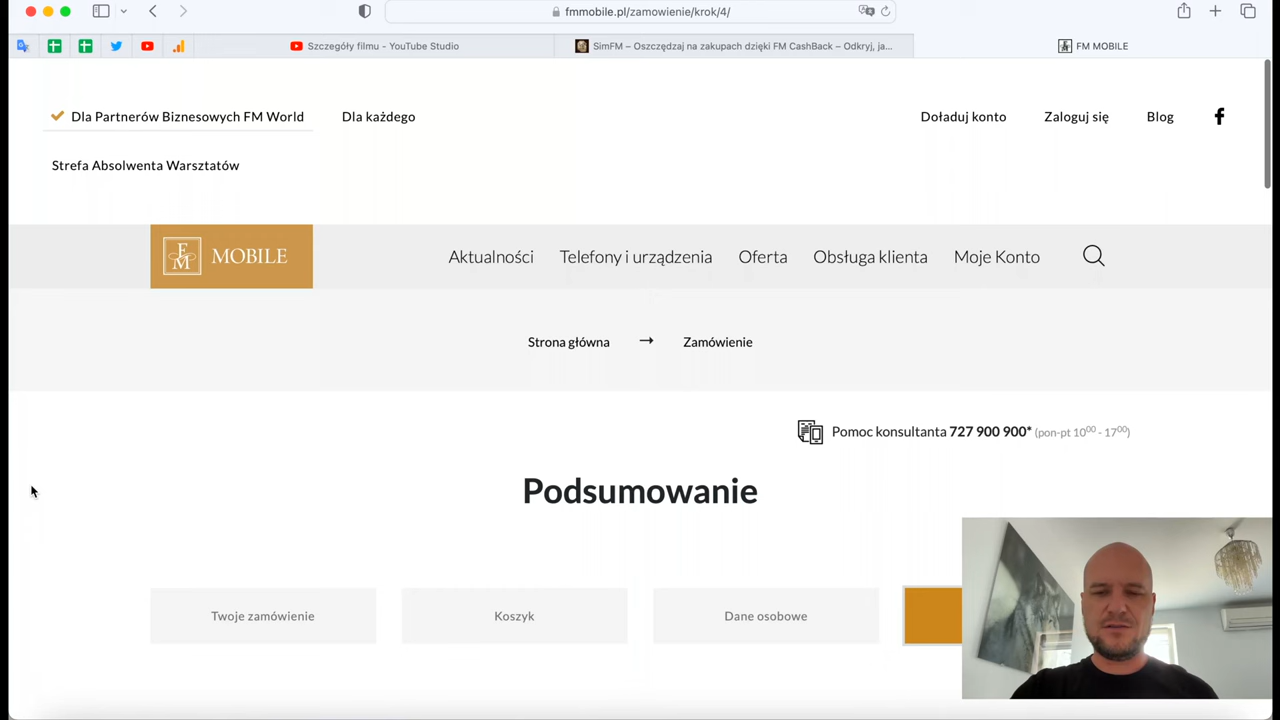 fmmobile.pl/zamowienie/krok/4/
Szczegóły filmu - YouTube Studio
SimFM – Oszczędzaj na zakupach dzięki FM CashBack – Odkryj, ja...
FM MOBILE
Dla Partnerów Biznesowych FM World
Dla każdego
Doładuj konto
Zaloguj się
Blog
Strefa Absolwenta Warsztatów
FM MOBILE
Aktualności
Telefony i urządzenia
Oferta
Obsługa klienta
Moje Konto
Strona główna → Zamówienie
Pomoc konsultanta 727 900 900* (pon-pt 10⁰⁰ - 17⁰⁰)
Podsumowanie
Twoje zamówienie
Koszyk
Dane osobowe